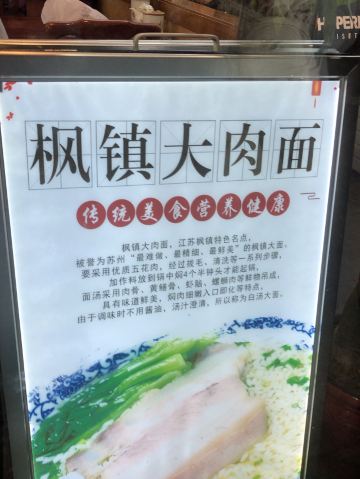 枫镇大肉面
传统美食营养健康
枫镇大肉面，江苏枫镇特色名点，
被誉为苏州“最难做、最精细、最鲜美”的枫镇大面。
要采用优质五花肉，经过拔毛、清洗等一系列步骤，
加作料放到锅中焖4个半钟头才能起锅，
面汤采用肉骨、黄鳝骨、虾脑、螺蛳肉等鲜物吊成，
具有味道鲜美，焖肉细嫩入口即化等特点，
由于调味时不用酱油，汤汁澄清，所以称为白汤大面。